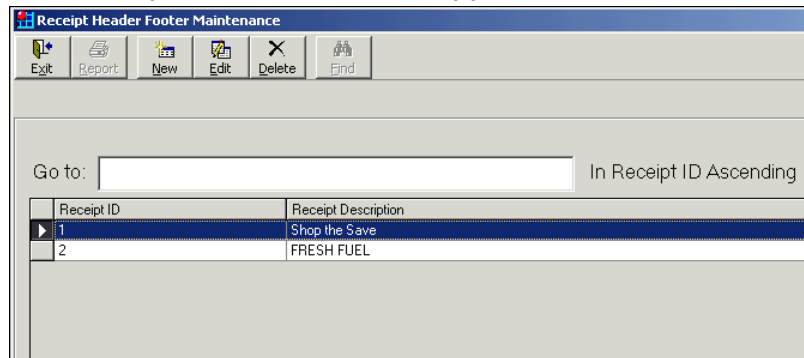 Receipt Header Footer Maintenance
Exit Report New Edit Delete Find
Go to: In Receipt ID Ascending
Receipt ID Receipt Description
1 Shop the Save
2 FRESH FUEL